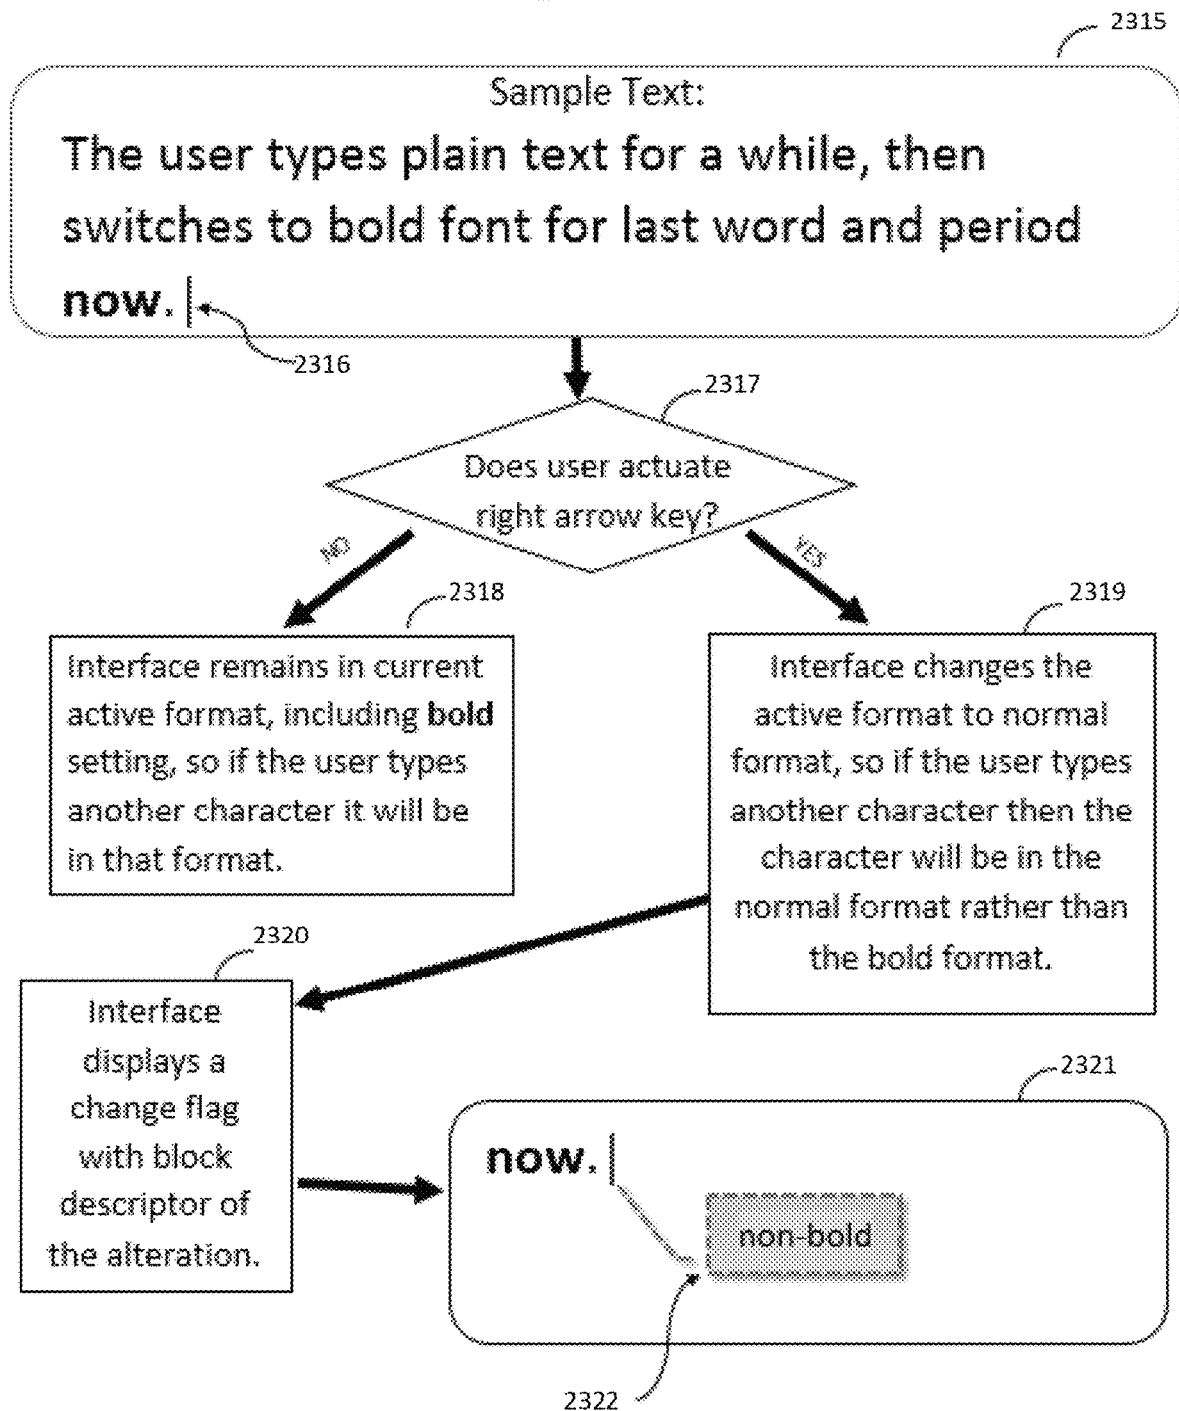 2315
Sample Text:
The user types plain text for a while, then
switches to bold font for last word and period
now.
2316
2317
Does user actuate
right arrow key?
NO
YES
2318
2319
Interface remains in current
active format, including bold
setting, so if the user types
another character it will be
in that format.
Interface changes the
active format to normal
format, so if the user types
another character then the
character will be in the
normal format rather than
the bold format.
2320
Interface
displays a
change flag
with block
descriptor of
the alteration.
2321
now.
non-bold
2322